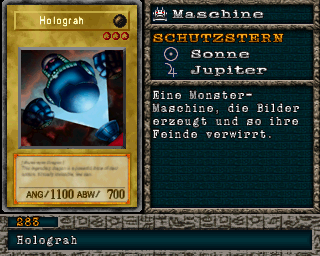 Holograh
ANG/ 1100 ABW/ 700
Maschine
SCHUTZSTERN
Sonne
Jupiter
Eine Monster-
Maschine, die Bilder
erzeugt und so ihre
Feinde verwirrt.
283
Holograh